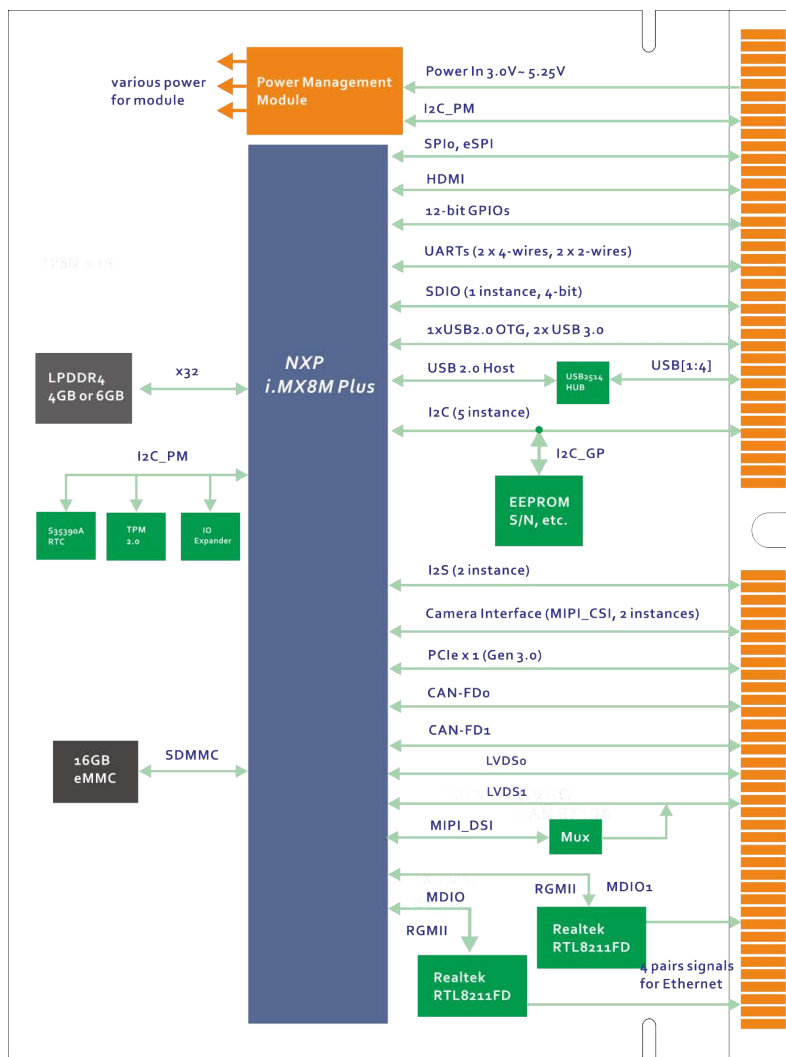 various power
for module
Power Management
Module
Power In 3.0V~ 5.25V
I2C_PM
SPI0, eSPI
HDMI
12-bit GPIOs
UARTs (2 x 4-wires, 2 x 2-wires)
SDIO (1 instance, 4-bit)
1xUSB2.0 OTG, 2x USB 3.0
128M x 13
NXP
i.MX8M Plus
LPDDR4
4GB or 6GB
x32
USB 2.0 Host
USB2514
HUB
USB[1:4]
I2C (5 instance)
I2C_GP
EEPROM
S/N, etc.
I2C_PM
S35390A
RTC
TPM
2.0
IO
Expander
I2S (2 instance)
Camera Interface (MIPI_CSI, 2 instances)
PCIe x 1 (Gen 3.0)
CAN-FD0
CAN-FD1
16GB
eMMC
SDMMC
LVDS0
LVDS1
MIPI_DSI
Mux
RGMII
MDIO1
MDIO
RGMII
Realtek
RTL8211FD
Realtek
RTL8211FD
4 pairs signals
for Ethernet